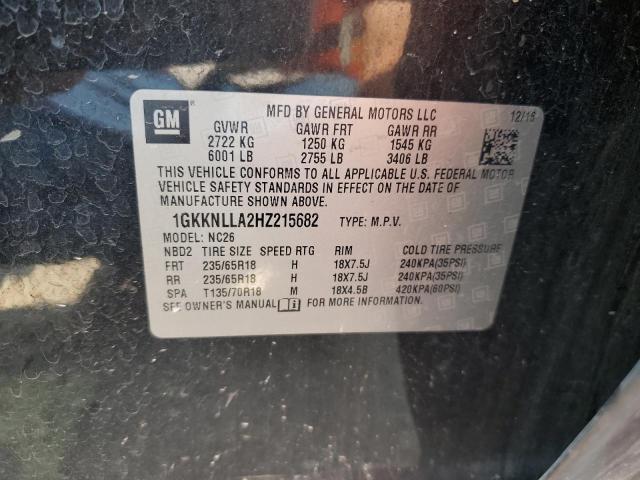 GM
MFD BY GENERAL MOTORS LLC 12/16
GVWR GAWR FRT GAWR RR
2722 KG 1250 KG 1545 KG
6001 LB 2755 LB 3406 LB
THIS VEHICLE CONFORMS TO ALL APPLICABLE U.S. FEDERAL MOTOR
VEHICLE SAFETY STANDARDS IN EFFECT ON THE DATE OF
MANUFACTURE SHOWN ABOVE.
1GKKNLLA2HZ215682 TYPE: M.P.V.
MODEL: NC26
NBD2 TIRE SIZE SPEED RTG RIM COLD TIRE PRESSURE
FRT 235/65R18 H 18X7.5J 240KPA(35PSI)
RR 235/65R18 H 18X7.5J 240KPA(35PSI)
SPA T135/70R18 M 18X4.5B 420KPA(60PSI)
SEE OWNER'S MANUAL FOR MORE INFORMATION.